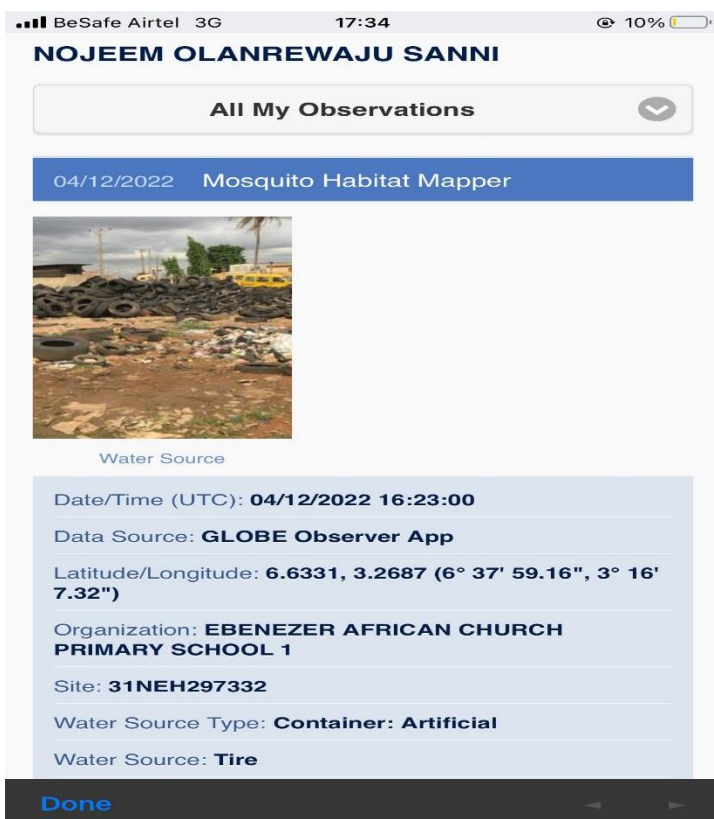 BeSafe Airtel 3G 17:34 10%
NOJEEM OLANREWAJU SANNI
All My Observations
04/12/2022 Mosquito Habitat Mapper
Water Source
Date/Time (UTC): 04/12/2022 16:23:00
Data Source: GLOBE Observer App
Latitude/Longitude: 6.6331, 3.2687 (6° 37' 59.16", 3° 16'
7.32")
Organization: EBENEZER AFRICAN CHURCH
PRIMARY SCHOOL 1
Site: 31NEH297332
Water Source Type: Container: Artificial
Water Source: Tire
Done